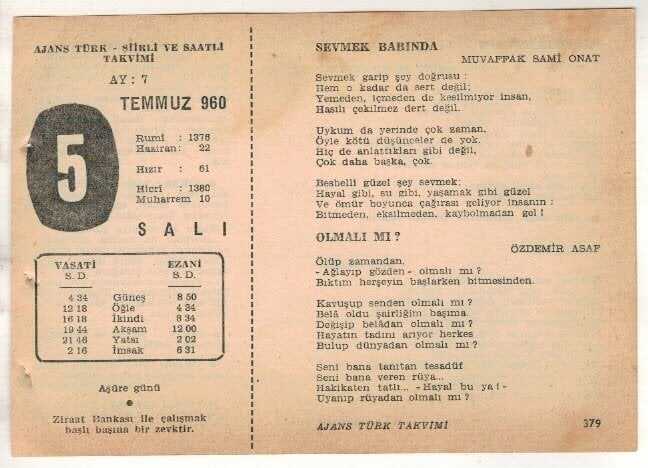 AJANS TÜRK - ŞİİRLİ VE SAATLİ
TAKVİMİ
AY : 7
TEMMUZ 960
5
Rumî : 1376
Haziran : 22
Hızır : 61
Hicrî : 1380
Muharrem 10
SALI
VASATİ EZANİ
S. D. S. D.
4 34 Güneş 8 50
12 18 Öğle 4 34
16 18 İkindi 8 34
19 44 Akşam 12 00
21 46 Yatsı 2 02
2 16 İmsak 6 31
Aşûre günü
Ziraat Bankası ile çalışmak
başlı başına bir zevktir.
SEVMEK BABINDA
MUVAFFAK SAMİ ONAT
Sevmek garip şey doğrusu :
Hem o kadar da sert değil;
Yemeden, içmeden de kesilmiyor insan,
Hasılı çekilmez dert değil.
Uykum da yerinde çok zaman,
Öyle kötü düşünceler de yok.
Hiç de anlattıkları gibi değil,
Çok daha başka, çok.
Besbelli güzel şey sevmek;
Hayal gibi, su gibi, yaşamak gibi güzel
Ve ömür boyunca çağırası geliyor insanın :
Bitmeden, eksilmeden, kaybolmadan gel !
OLMALI MI ?
ÖZDEMİR ASAF
Ölüp zamandan,
- Ağlayıp gözden - olmalı mı ?
Bıktım herşeyin başlarken bitmesinden.
Kavuşup senden olmalı mı ?
Belâ oldu şairliğim başıma
Değişip belâdan olmalı mı ?
Hayatın tadını arıyor herkes
Bulup dünyadan olmalı mı ?
Seni bana tanıtan tesadüf
Seni bana veren rüya...
Hakikaten tatlı... - Hayal bu ya ! -
Uyanıp rüyadan olmalı mı ?
AJANS TÜRK TAKVİMİ 379